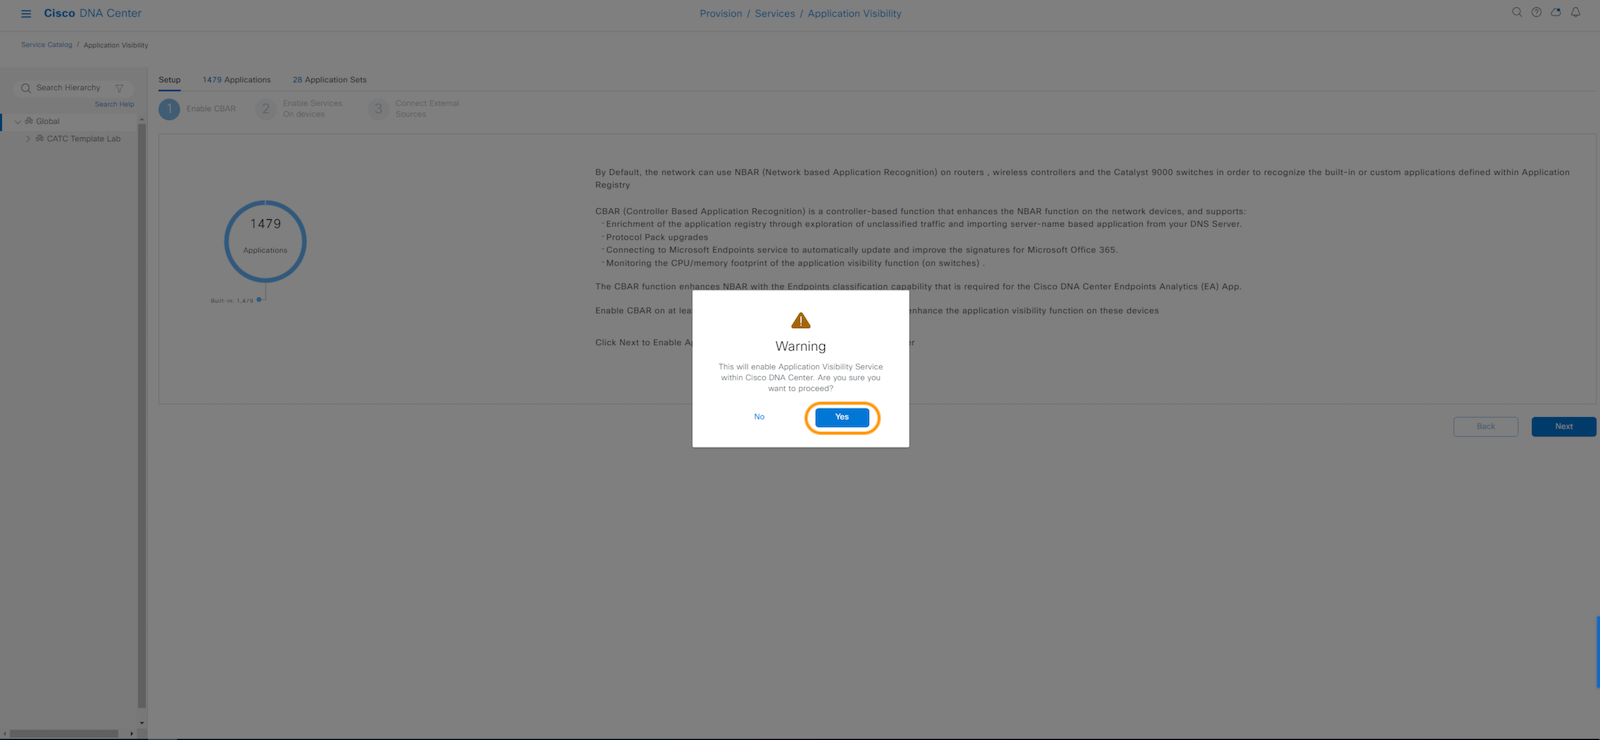 Cisco DNA Center
Provision / Services / Application Visibility
Service Catalog / Application Visibility
Search Hierarchy
Search Help
Global
CATC Template Lab
Setup
1479 Applications
28 Application Sets
1 Enable CBAR
2 Enable Services
On devices
3 Connect External
Sources
1479
Applications
Built-in: 1,479
By Default, the network can use NBAR (Network based Application Recognition) on routers , wireless controllers and the Catalyst 9000 switches in order to recognize the built-in or custom applications defined within Application
Registry
CBAR (Controller Based Application Recognition) is a controller-based function that enhances the NBAR function on the network devices, and supports:
·Enrichment of the application registry through exploration of unclassified traffic and importing server-name based application from your DNS Server.
·Protocol Pack upgrades
·Connecting to Microsoft Endpoints service to automatically update and improve the signatures for Microsoft Office 365.
·Monitoring the CPU/memory footprint of the application visibility function (on switches) .
The CBAR function enhances NBAR with the Endpoints classification capability that is required for the Cisco DNA Center Endpoints Analytics (EA) App.
Enable CBAR on at lea enhance the application visibility function on these devices
Click Next to Enable A er
Warning
This will enable Application Visibility Service
within Cisco DNA Center. Are you sure you
want to proceed?
No
Yes
Back
Next